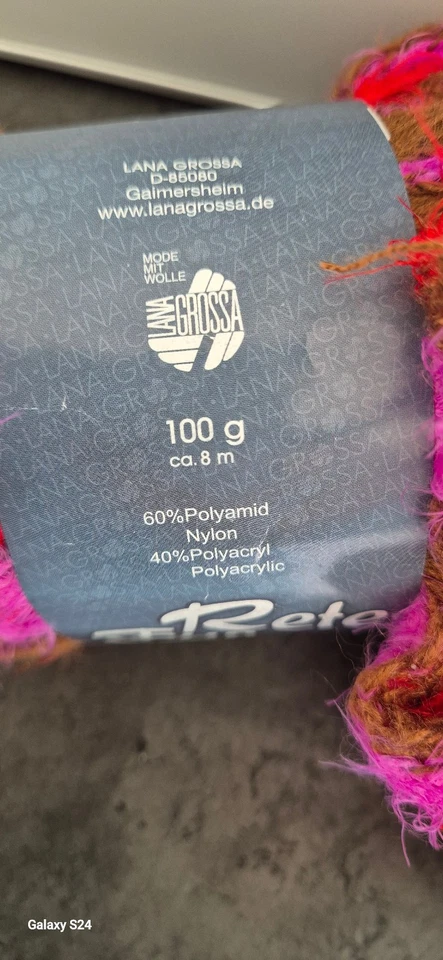 LANA GROSSA
D-85080
Gaimersheim
www.lanagrossa.de
MODE
MIT
WOLLE
LANA
GROSSA
100 g
ca. 8 m
60%Polyamid
Nylon
40%Polyacryl
Polyacrylic
Rete
Galaxy S24